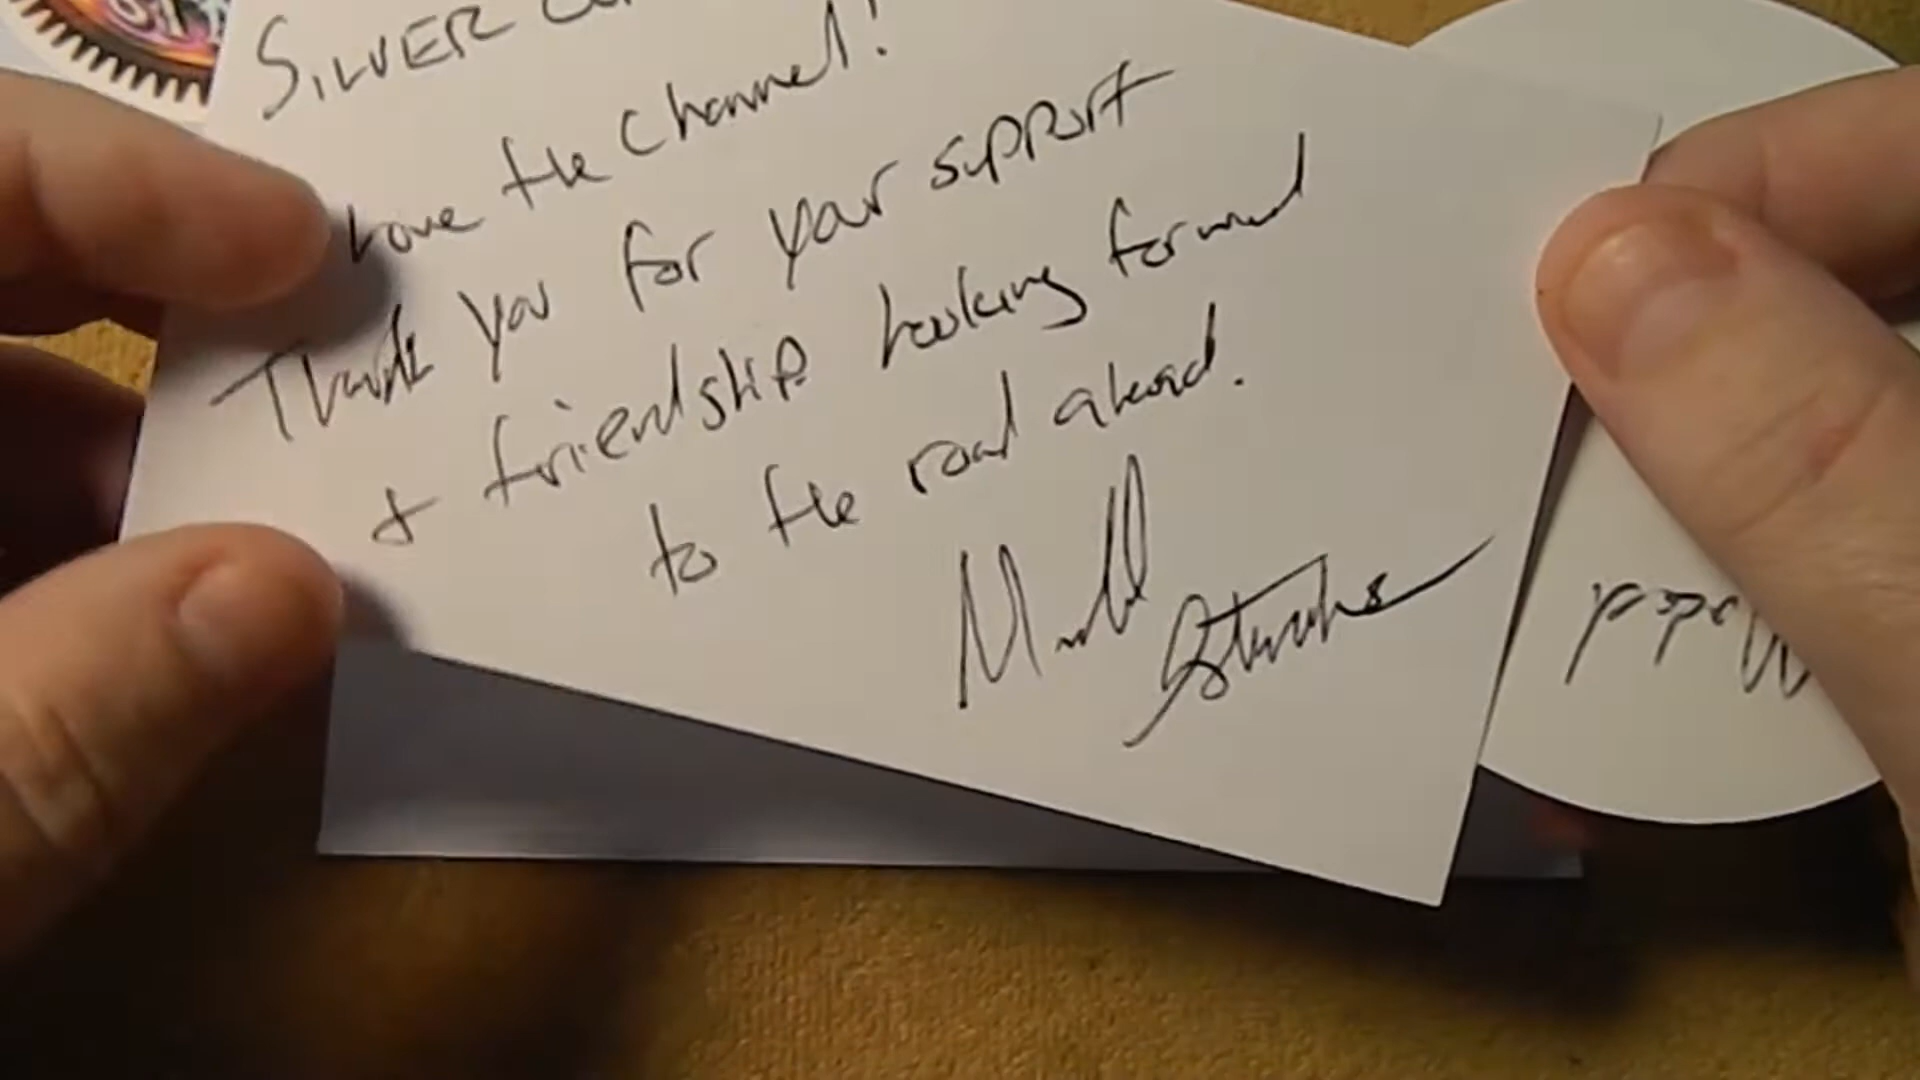 SILVER
Love the Channel!
Thank you for your support
& friendship. Looking forward
to the road ahead.